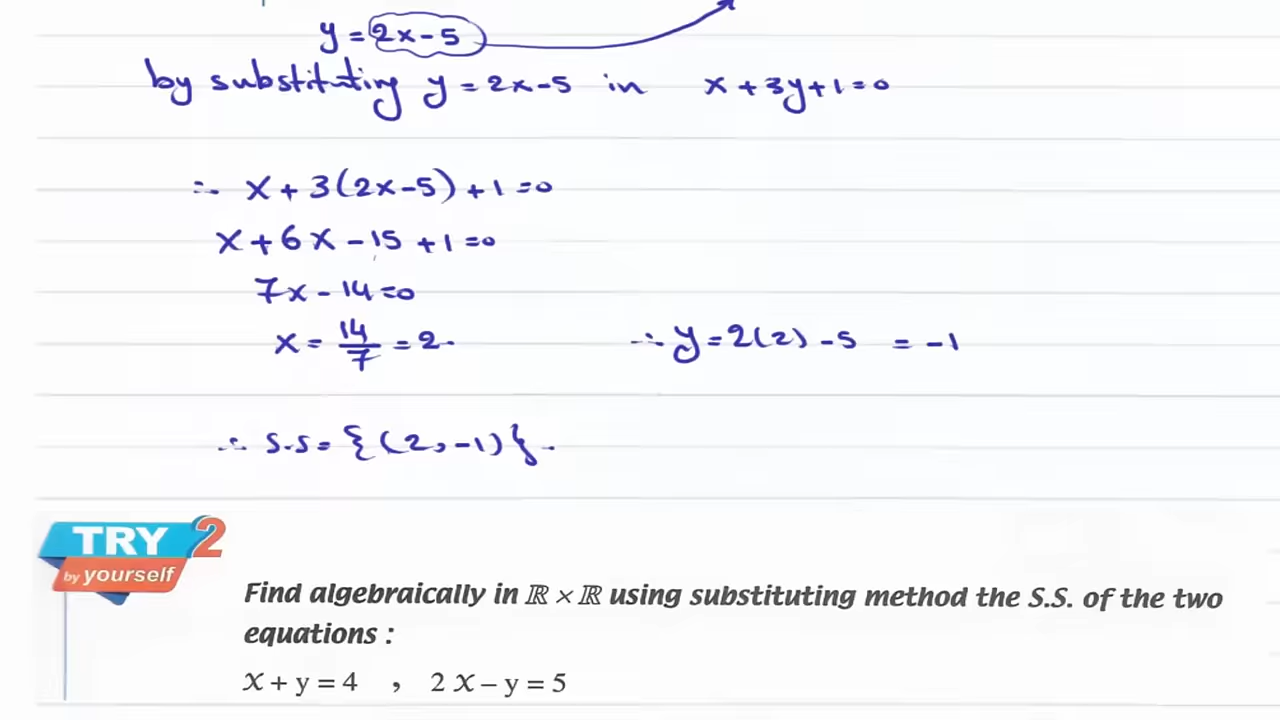 y = 2x-5
by substituting y = 2x-5 in x + 3y + 1 = 0
∴ x + 3(2x-5) + 1 = 0
x + 6x - 15 + 1 = 0
7x - 14 = 0
x = 14/7 = 2. ∴ y = 2(2) - 5 = -1
∴ S.S = {(2, -1)}.
TRY 2
by yourself
Find algebraically in ℝ × ℝ using substituting method the S.S. of the two
equations :
x + y = 4 , 2 x – y = 5